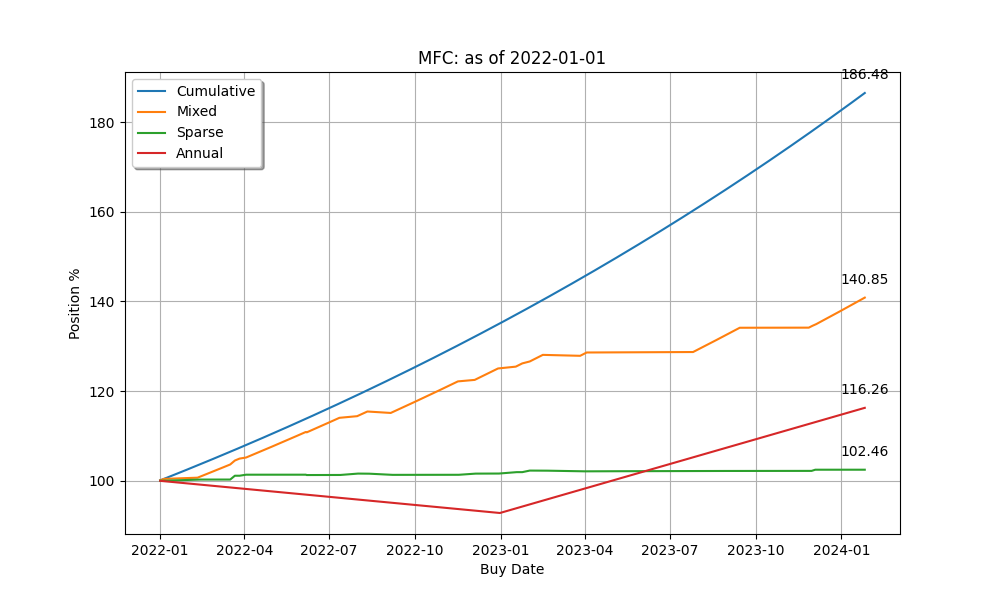 MFC: as of 2022-01-01
186.48
Cumulative
Mixed
Sparse
Annual
180
160
140
120
100
140.85
116.26
102.46
Position %
2022-01 2022-04 2022-07 2022-10 2023-01 2023-04 2023-07 2023-10 2024-01
Buy Date